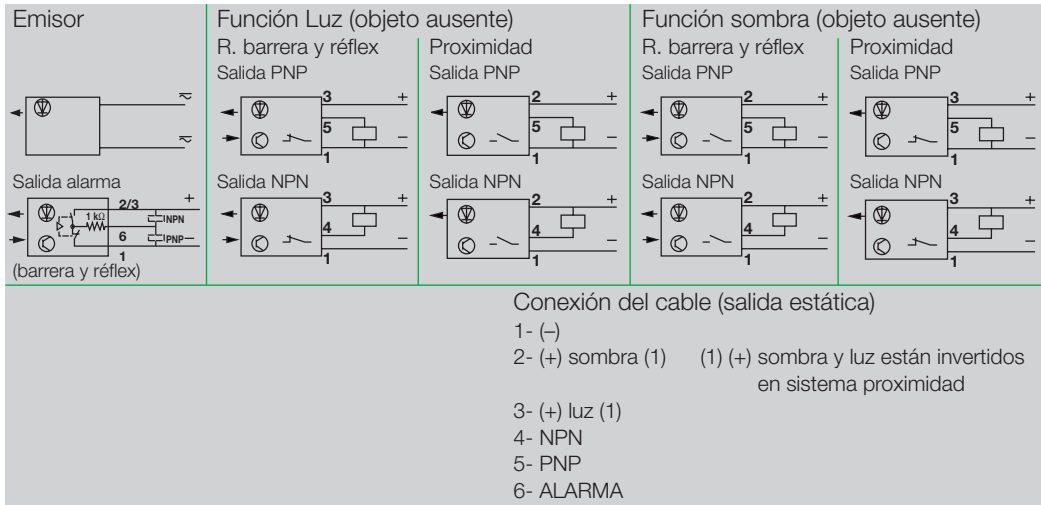 Emisor
Función Luz (objeto ausente)
Función sombra (objeto ausente)
R. barrera y réflex
Proximidad
R. barrera y réflex
Proximidad
Salida PNP
Salida PNP
Salida PNP
Salida PNP
3 +
5
–
1
2 +
5
–
1
2 +
5
–
1
3 +
5
–
1
Salida alarma
Salida NPN
Salida NPN
Salida NPN
Salida NPN
2/3 +
1 kΩ
NPN
6 PNP –
1
(barrera y réflex)
3 +
4
–
1
2 +
4
–
1
2 +
4
–
1
3 +
4
–
1
Conexión del cable (salida estática)
1- (–)
2- (+) sombra (1) (1) (+) sombra y luz están invertidos
en sistema proximidad
3- (+) luz (1)
4- NPN
5- PNP
6- ALARMA